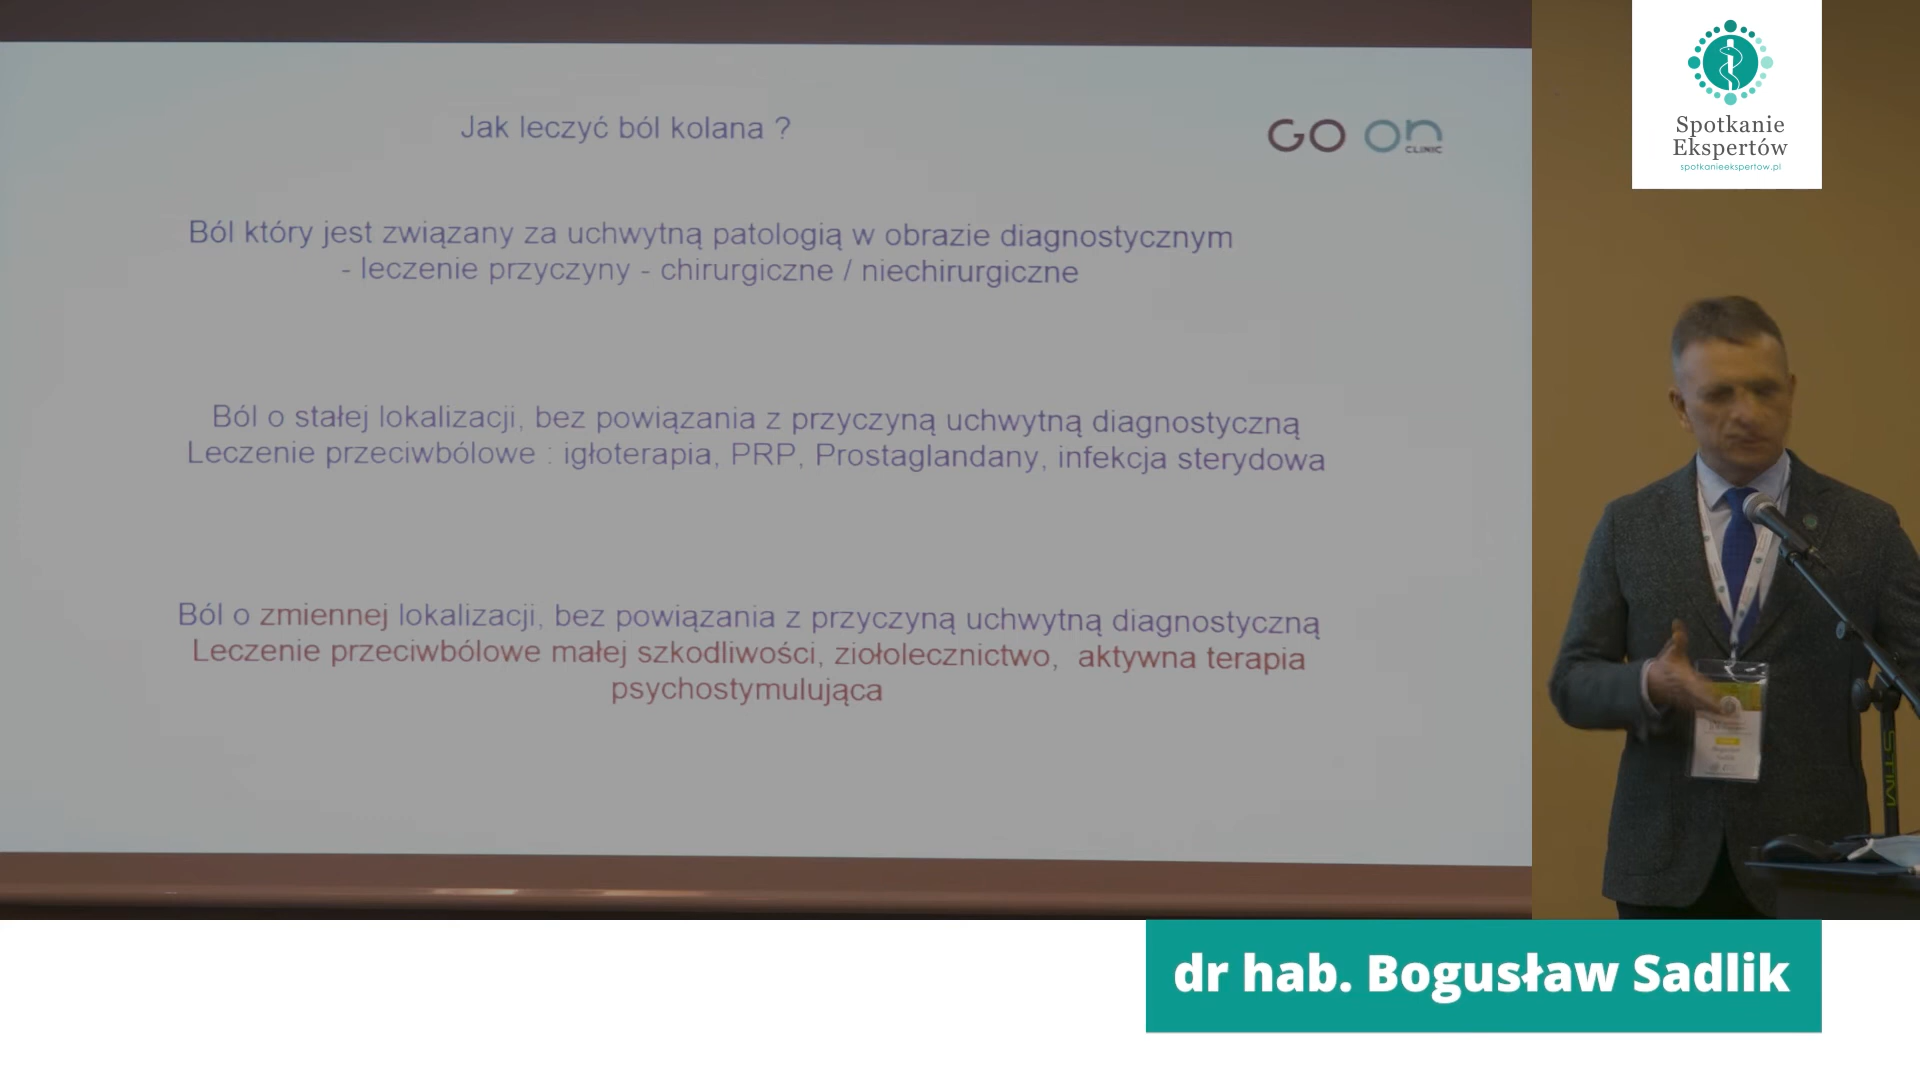 Jak leczyć ból kolana ?
GO ON
CLINIC
Ból który jest związany za uchwytną patologią w obrazie diagnostycznym
- leczenie przyczyny - chirurgiczne / niechirurgiczne
Ból o stałej lokalizacji, bez powiązania z przyczyną uchwytną diagnostyczną
Leczenie przeciwbólowe : igłoterapia, PRP, Prostaglandany, infekcja sterydowa
Ból o zmiennej lokalizacji, bez powiązania z przyczyną uchwytną diagnostyczną
Leczenie przeciwbólowe małej szkodliwości, ziołolecznictwo, aktywna terapia
psychostymulująca
Spotkanie
Ekspertów
spotkanieekspertow.pl
dr hab. Bogusław Sadlik